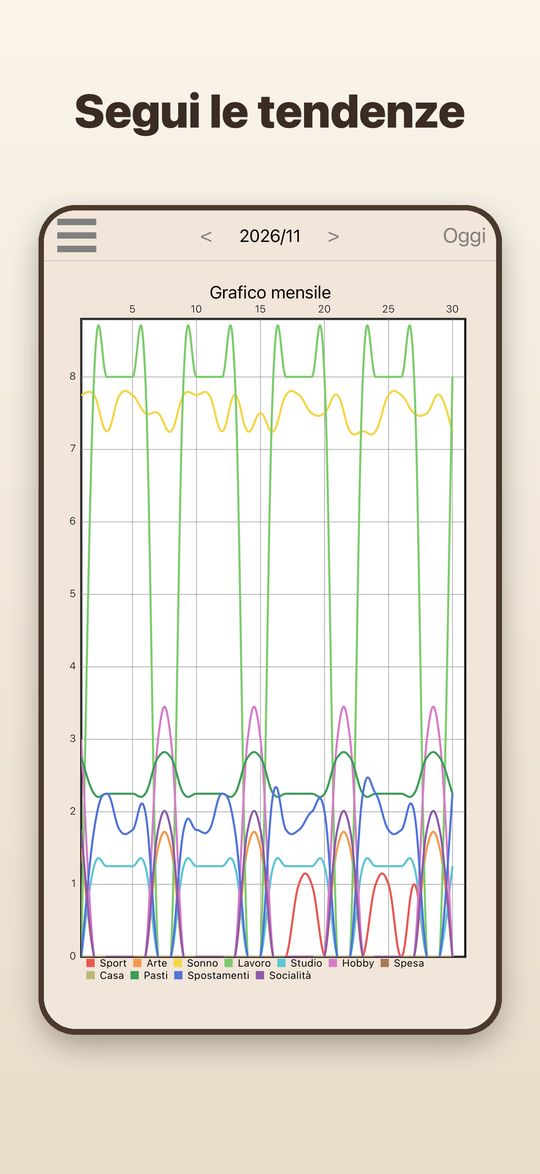 Segui le tendenze
< 2026/11 > Oggi
Grafico mensile
5 10 15 20 25 30
8
7
6
5
4
3
2
1
0
Sport Arte Sonno Lavoro Studio Hobby Spesa
Casa Pasti Spostamenti Socialità